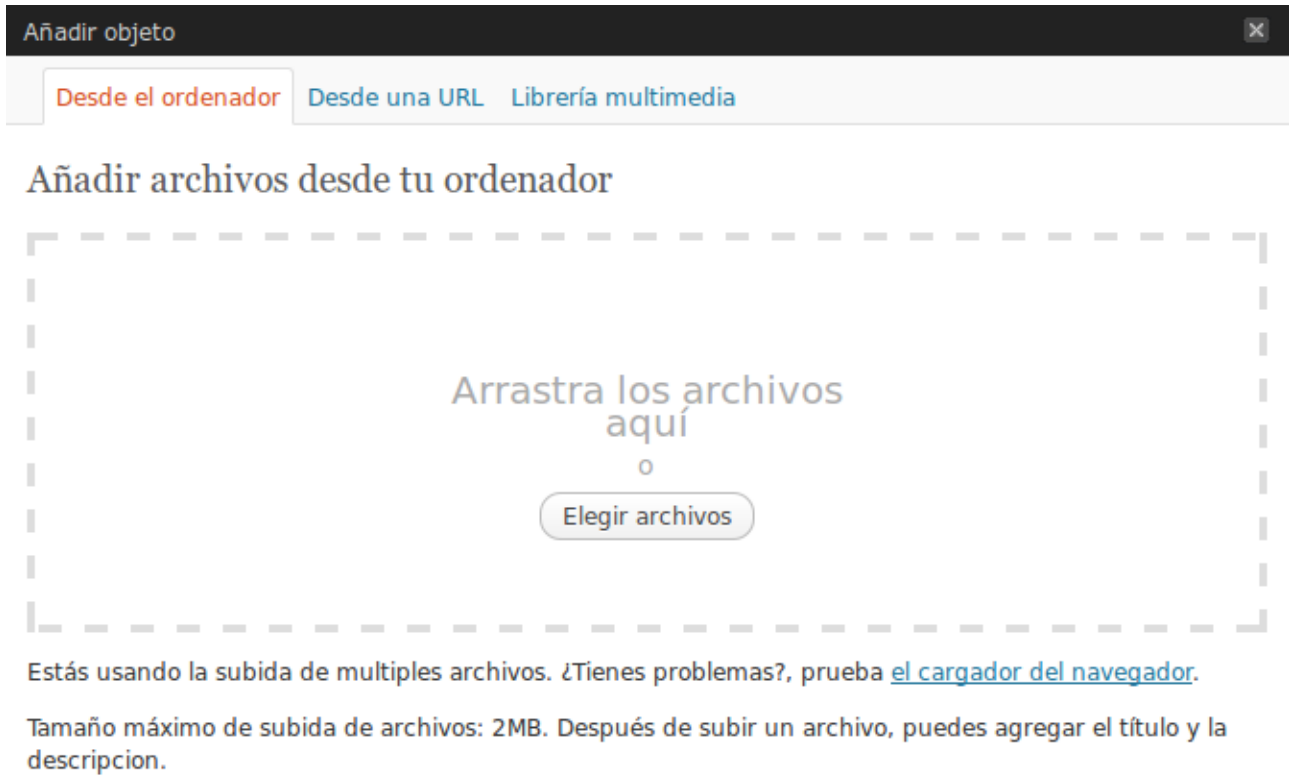 Añadir objeto
Desde el ordenador Desde una URL Librería multimedia
Añadir archivos desde tu ordenador
Arrastra los archivos
aquí
o
Elegir archivos
Estás usando la subida de multiples archivos. ¿Tienes problemas?, prueba el cargador del navegador.
Tamaño máximo de subida de archivos: 2MB. Después de subir un archivo, puedes agregar el título y la
descripcion.